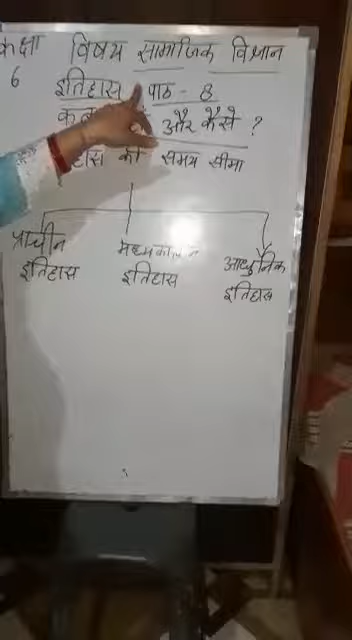 कक्षा विषय सामाजिक विज्ञान
6
इतिहास पाठ - 8
और कैसे ?
की समय सीमा
प्राचीन मध्यकालीन आधुनिक
इतिहास इतिहास इतिहास